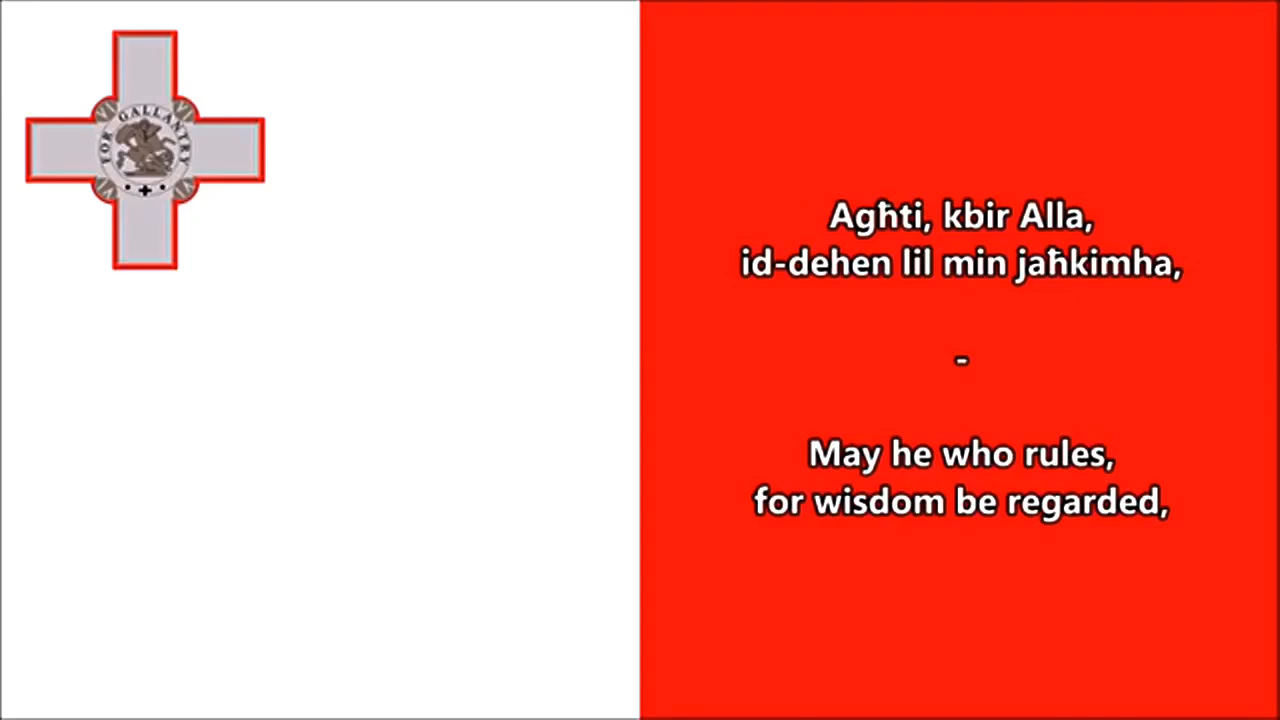 FOR GALLANTRY
Agħti, kbir Alla,
id-dehen lil min jaħkimha,
-
May he who rules,
for wisdom be regarded,